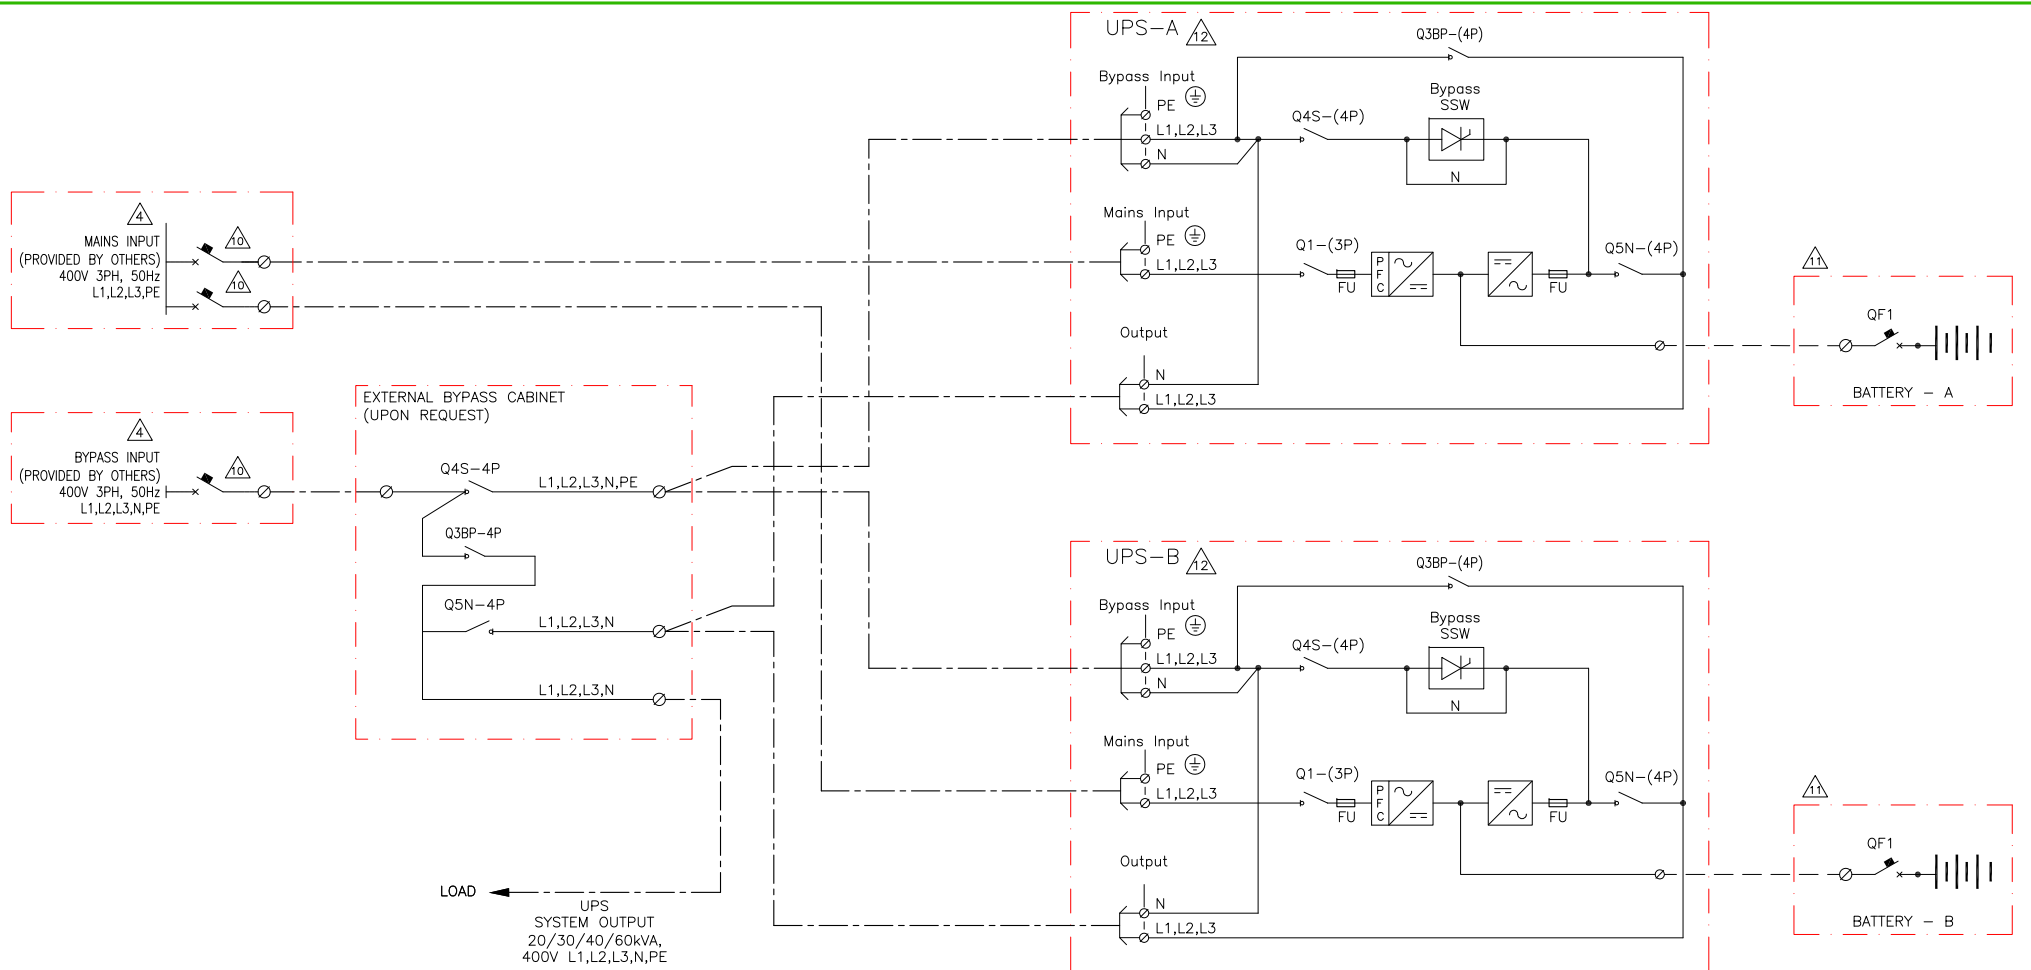 4
MAINS INPUT
(PROVIDED BY OTHERS)
400V 3PH, 50Hz
L1,L2,L3,PE
10
10
4
BYPASS INPUT
(PROVIDED BY OTHERS)
400V 3PH, 50Hz
L1,L2,L3,N,PE
10
EXTERNAL BYPASS CABINET
(UPON REQUEST)
Q4S-4P
L1,L2,L3,N,PE
Q3BP-4P
Q5N-4P
L1,L2,L3,N
L1,L2,L3,N
LOAD
UPS
SYSTEM OUTPUT
20/30/40/60kVA,
400V L1,L2,L3,N,PE
UPS-A
12
Q3BP-(4P)
Bypass Input
PE
L1,L2,L3
N
Q4S-(4P)
Bypass
SSW
N
Mains Input
PE
L1,L2,L3
Q1-(3P)
FU
P
F
C
FU
Q5N-(4P)
Output
N
L1,L2,L3
11
QF1
BATTERY - A
UPS-B
12
Q3BP-(4P)
Bypass Input
PE
L1,L2,L3
N
Q4S-(4P)
Bypass
SSW
N
Mains Input
PE
L1,L2,L3
Q1-(3P)
FU
P
F
C
FU
Q5N-(4P)
Output
N
L1,L2,L3
11
QF1
BATTERY - B